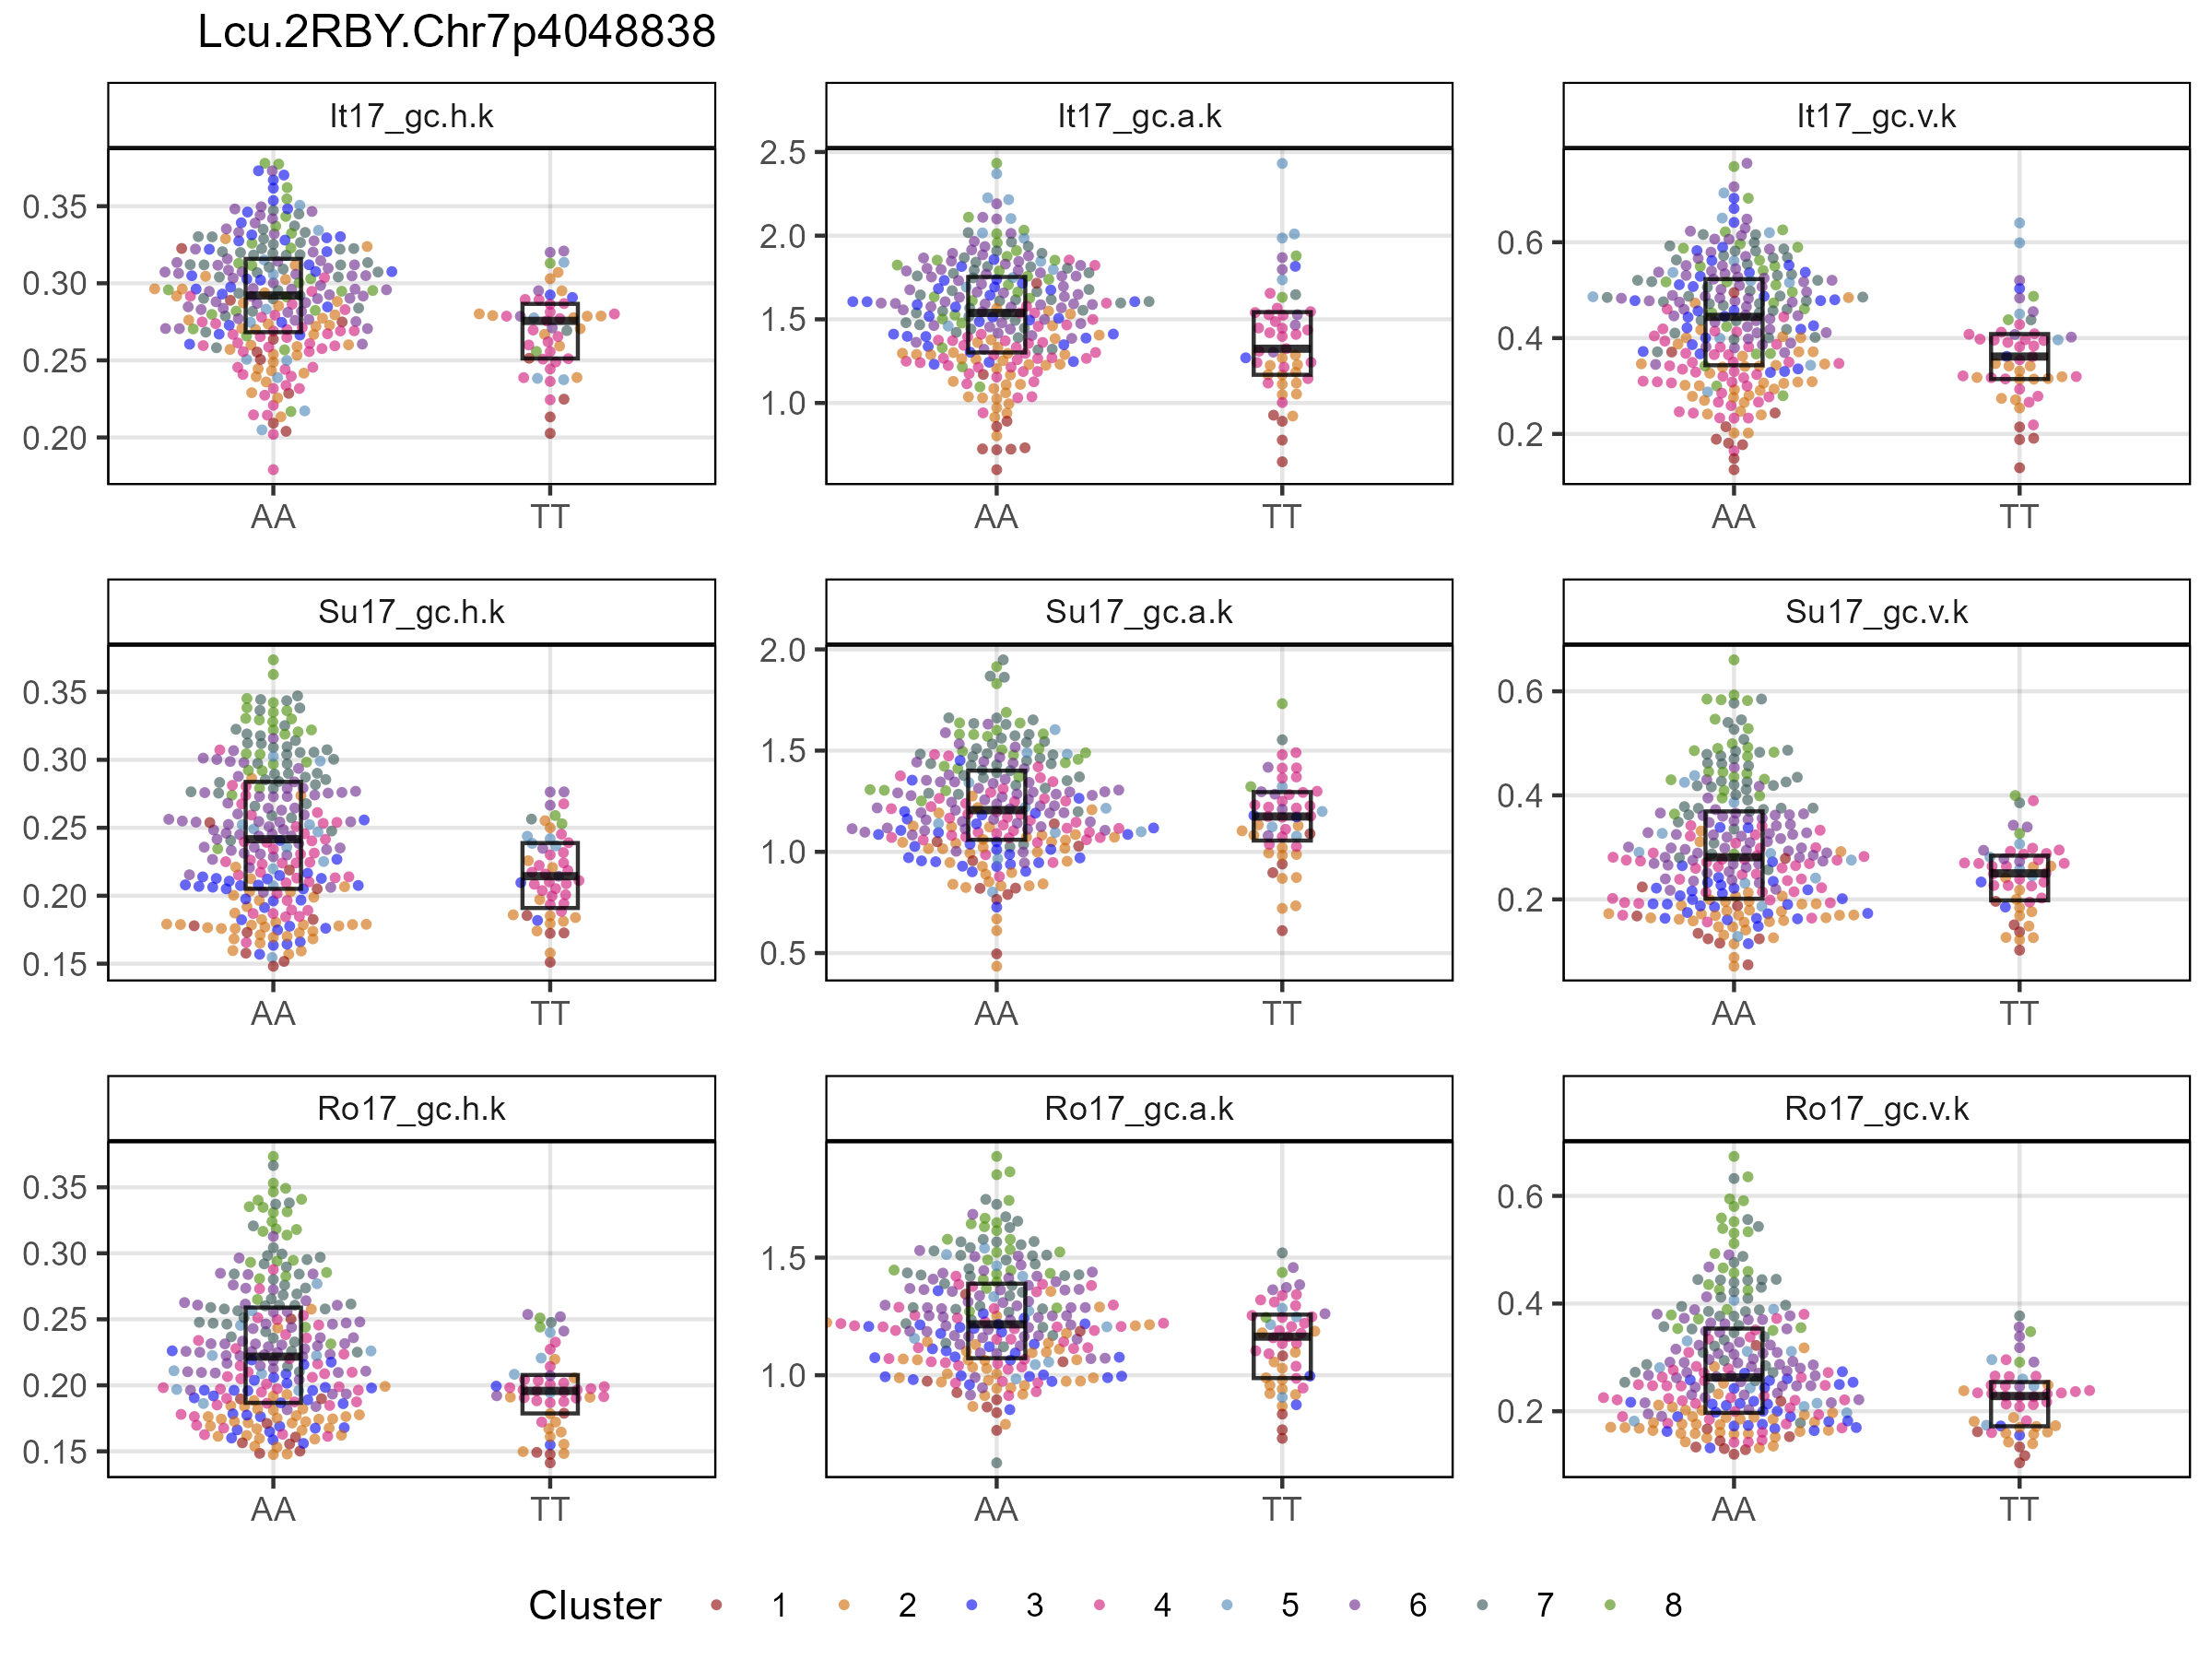 Lcu.2RBY.Chr7p4048838
It17_gc.h.k
It17_gc.a.k
It17_gc.v.k
0.35
0.30
0.25
0.20
AA
TT
2.5
2.0
1.5
1.0
AA
TT
0.6
0.4
0.2
AA
TT
Su17_gc.h.k
Su17_gc.a.k
Su17_gc.v.k
0.35
0.30
0.25
0.20
0.15
AA
TT
2.0
1.5
1.0
0.5
AA
TT
0.6
0.4
0.2
AA
TT
Ro17_gc.h.k
Ro17_gc.a.k
Ro17_gc.v.k
0.35
0.30
0.25
0.20
0.15
AA
TT
1.5
1.0
AA
TT
0.6
0.4
0.2
AA
TT
Cluster 1 2 3 4 5 6 7 8